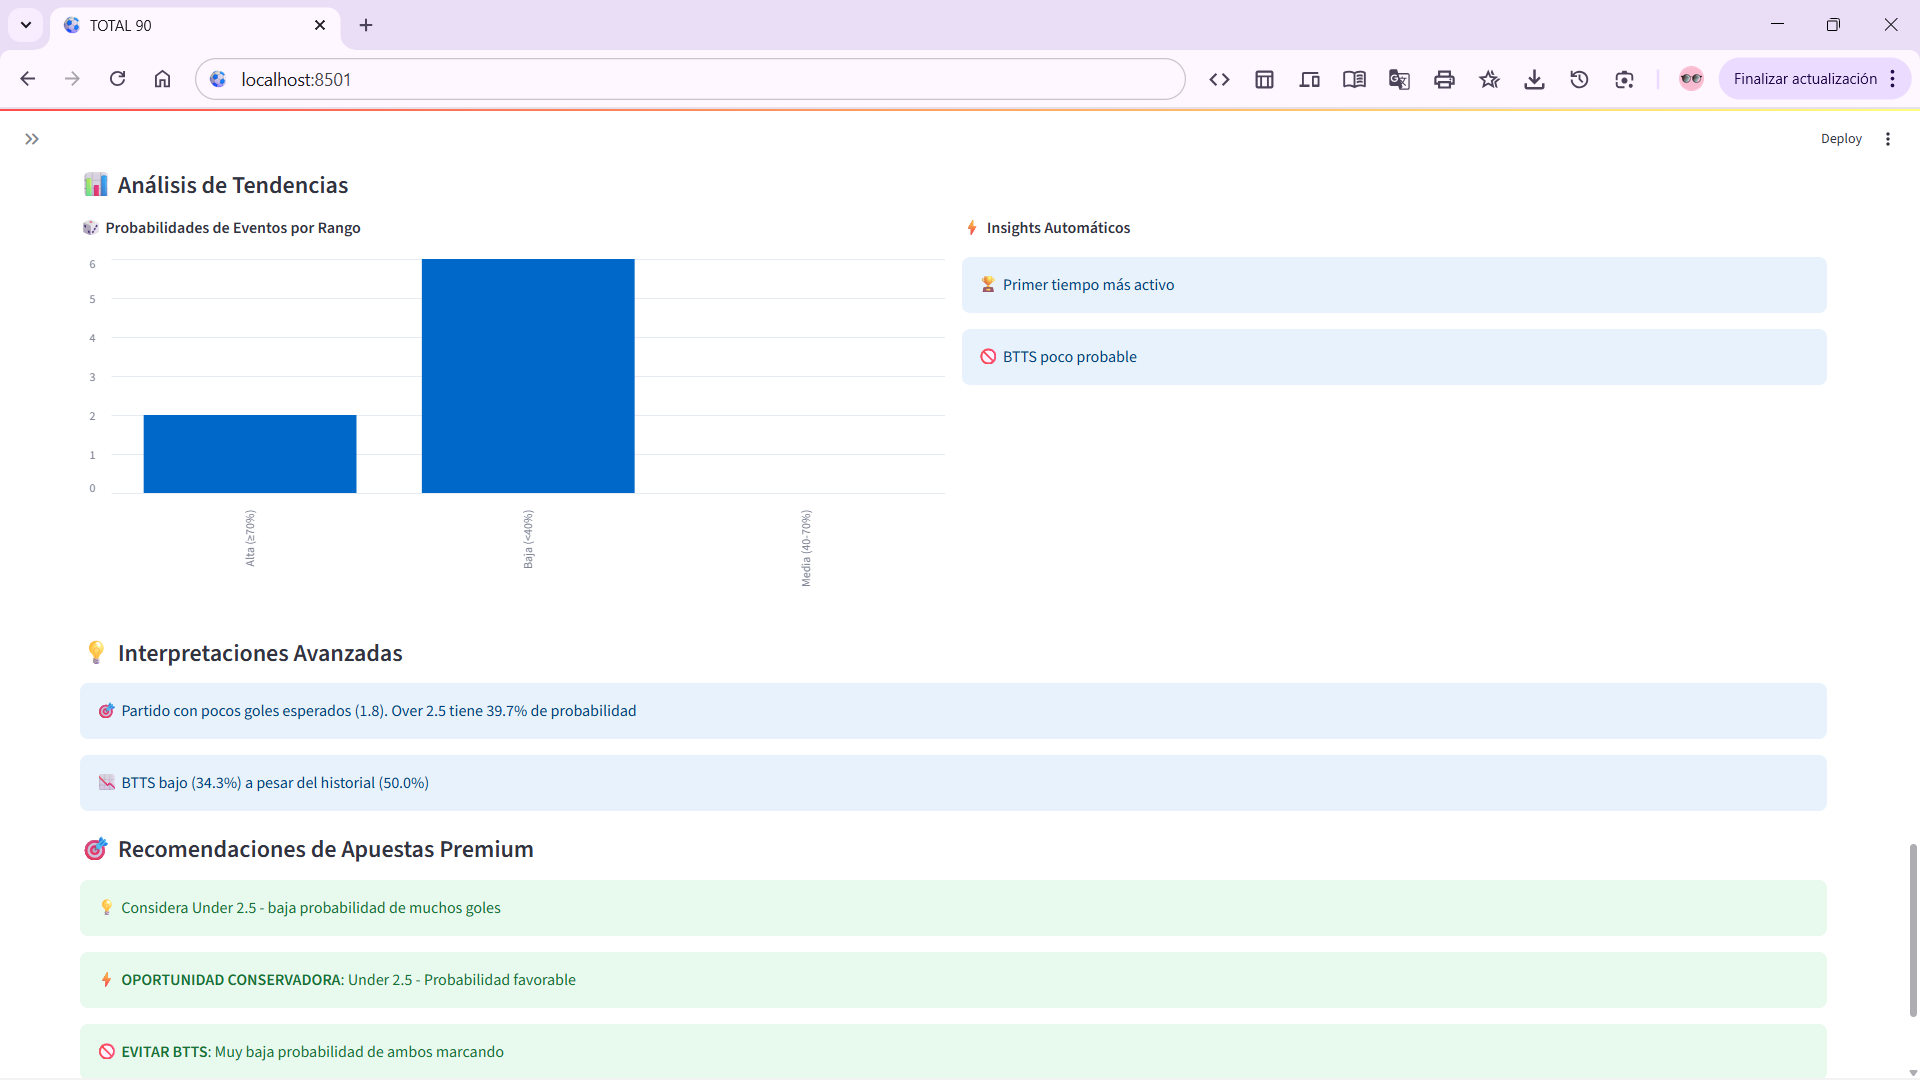 TOTAL 90
localhost:8501
Finalizar actualización
Deploy
Análisis de Tendencias
Probabilidades de Eventos por Rango
6
5
4
3
2
1
0
Alta (≥70%)
Baja (<40%)
Media (40-70%)
Insights Automáticos
Primer tiempo más activo
BTTS poco probable
Interpretaciones Avanzadas
Partido con pocos goles esperados (1.8). Over 2.5 tiene 39.7% de probabilidad
BTTS bajo (34.3%) a pesar del historial (50.0%)
Recomendaciones de Apuestas Premium
Considera Under 2.5 - baja probabilidad de muchos goles
OPORTUNIDAD CONSERVADORA: Under 2.5 - Probabilidad favorable
EVITAR BTTS: Muy baja probabilidad de ambos marcando